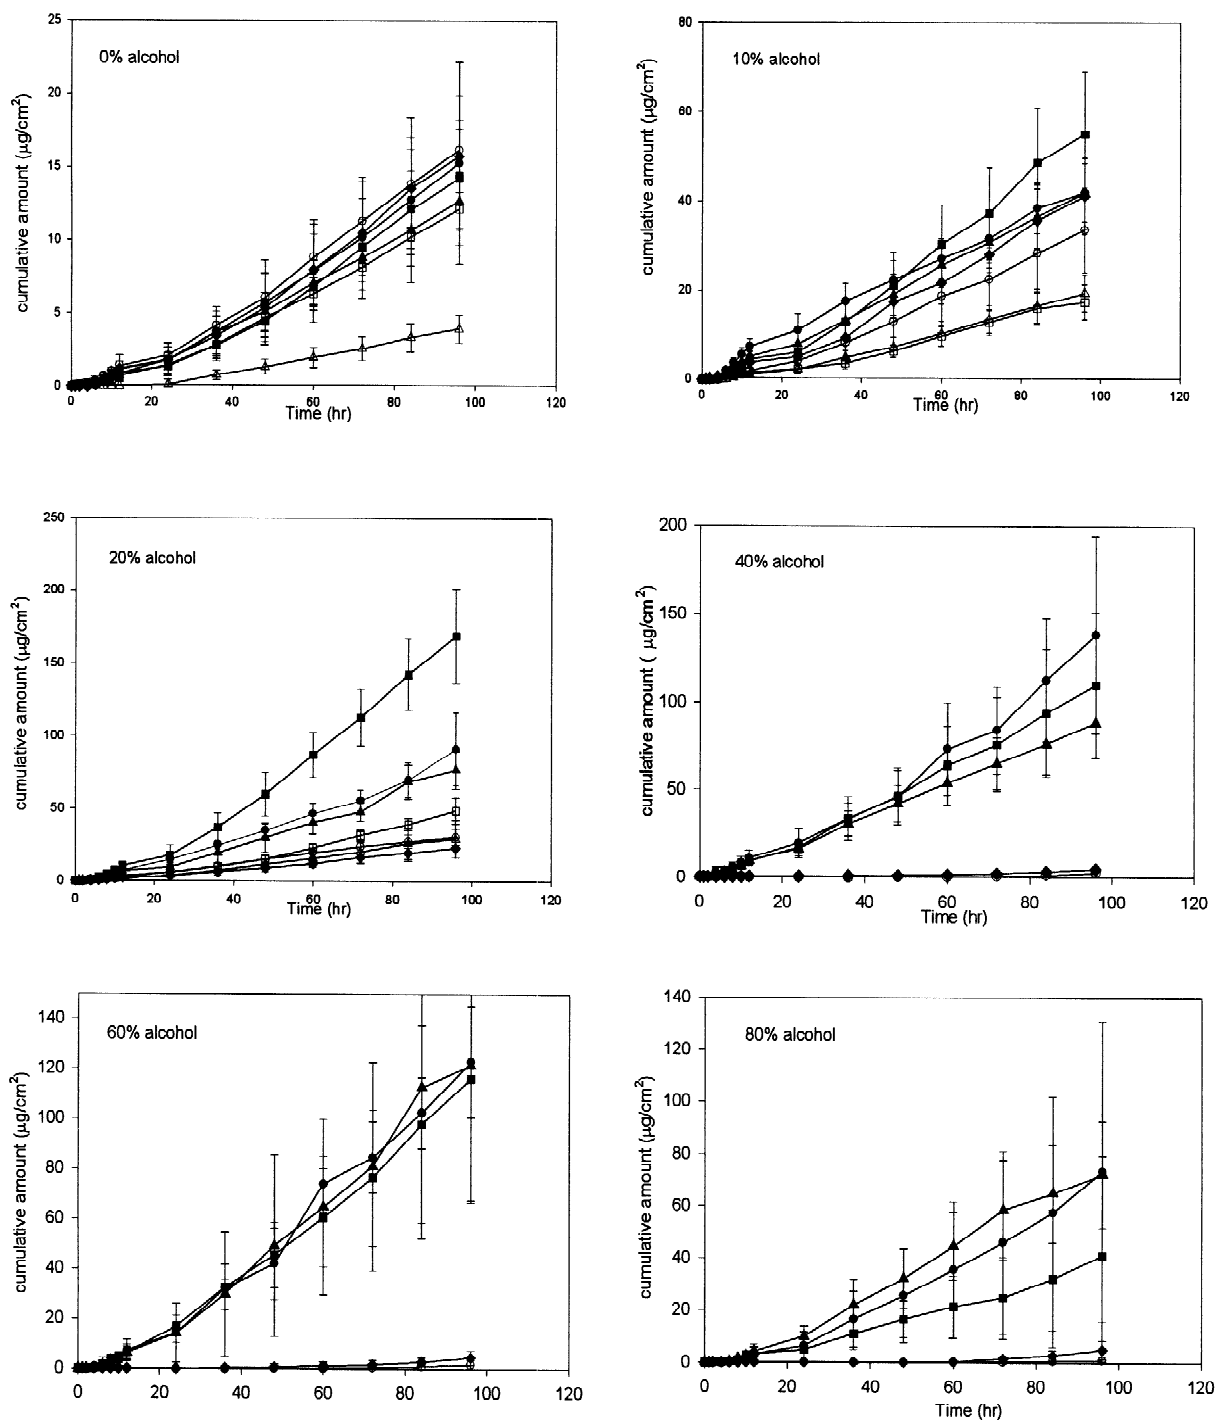 0% alcohol
cumulative amount (μg/cm²)
25
20
15
10
5
0
0 20 40 60 80 100 120
Time (hr)
10% alcohol
cumulative amount (μg/cm²)
80
60
40
20
0
0 20 40 60 80 100 120
Time (hr)
20% alcohol
cumulative amount (μg/cm²)
250
200
150
100
50
0
0 20 40 60 80 100 120
Time (hr)
40% alcohol
cumulative amount ( μg/cm²)
200
150
100
50
0
0 20 40 60 80 100 120
Time (hr)
60% alcohol
cumulative amount (μg/cm²)
140
120
100
80
60
40
20
0
0 20 40 60 80 100 120
80% alcohol
cumulative amount (μg/cm²)
140
120
100
80
60
40
20
0
0 20 40 60 80 100 120
Time (hr)